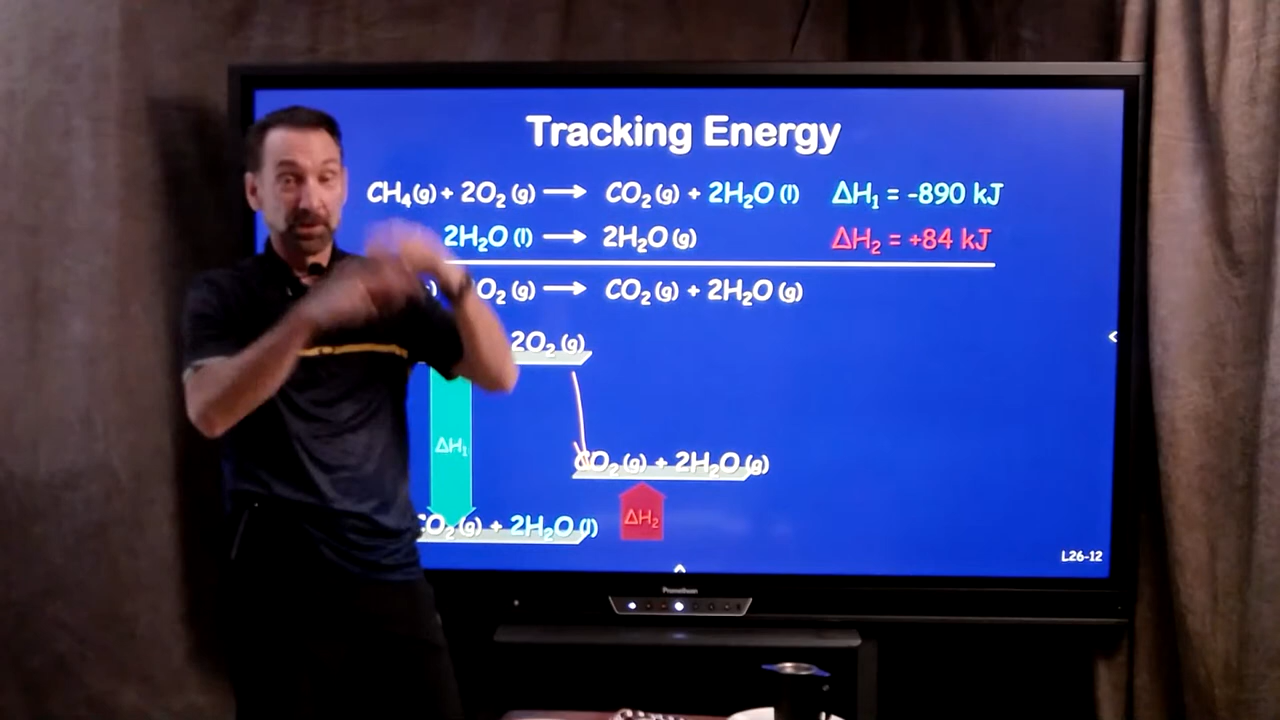 Tracking Energy
CH₄(g) + 2O₂ (g) ⟶ CO₂ (g) + 2H₂O (l) ΔH₁ = -890 kJ
2H₂O (l) ⟶ 2H₂O (g) ΔH₂ = +84 kJ
) O₂ (g) ⟶ CO₂ (g) + 2H₂O (g)
2O₂ (g)
ΔH₁
CO₂ (g) + 2H₂O (g)
ΔH₂
CO₂ (g) + 2H₂O (l)
L26-12
Promethean